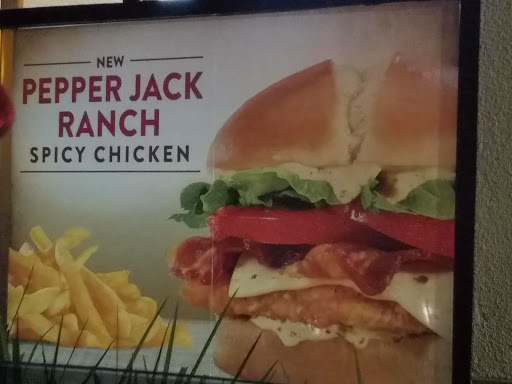 NEW
PEPPER JACK
RANCH
SPICY CHICKEN